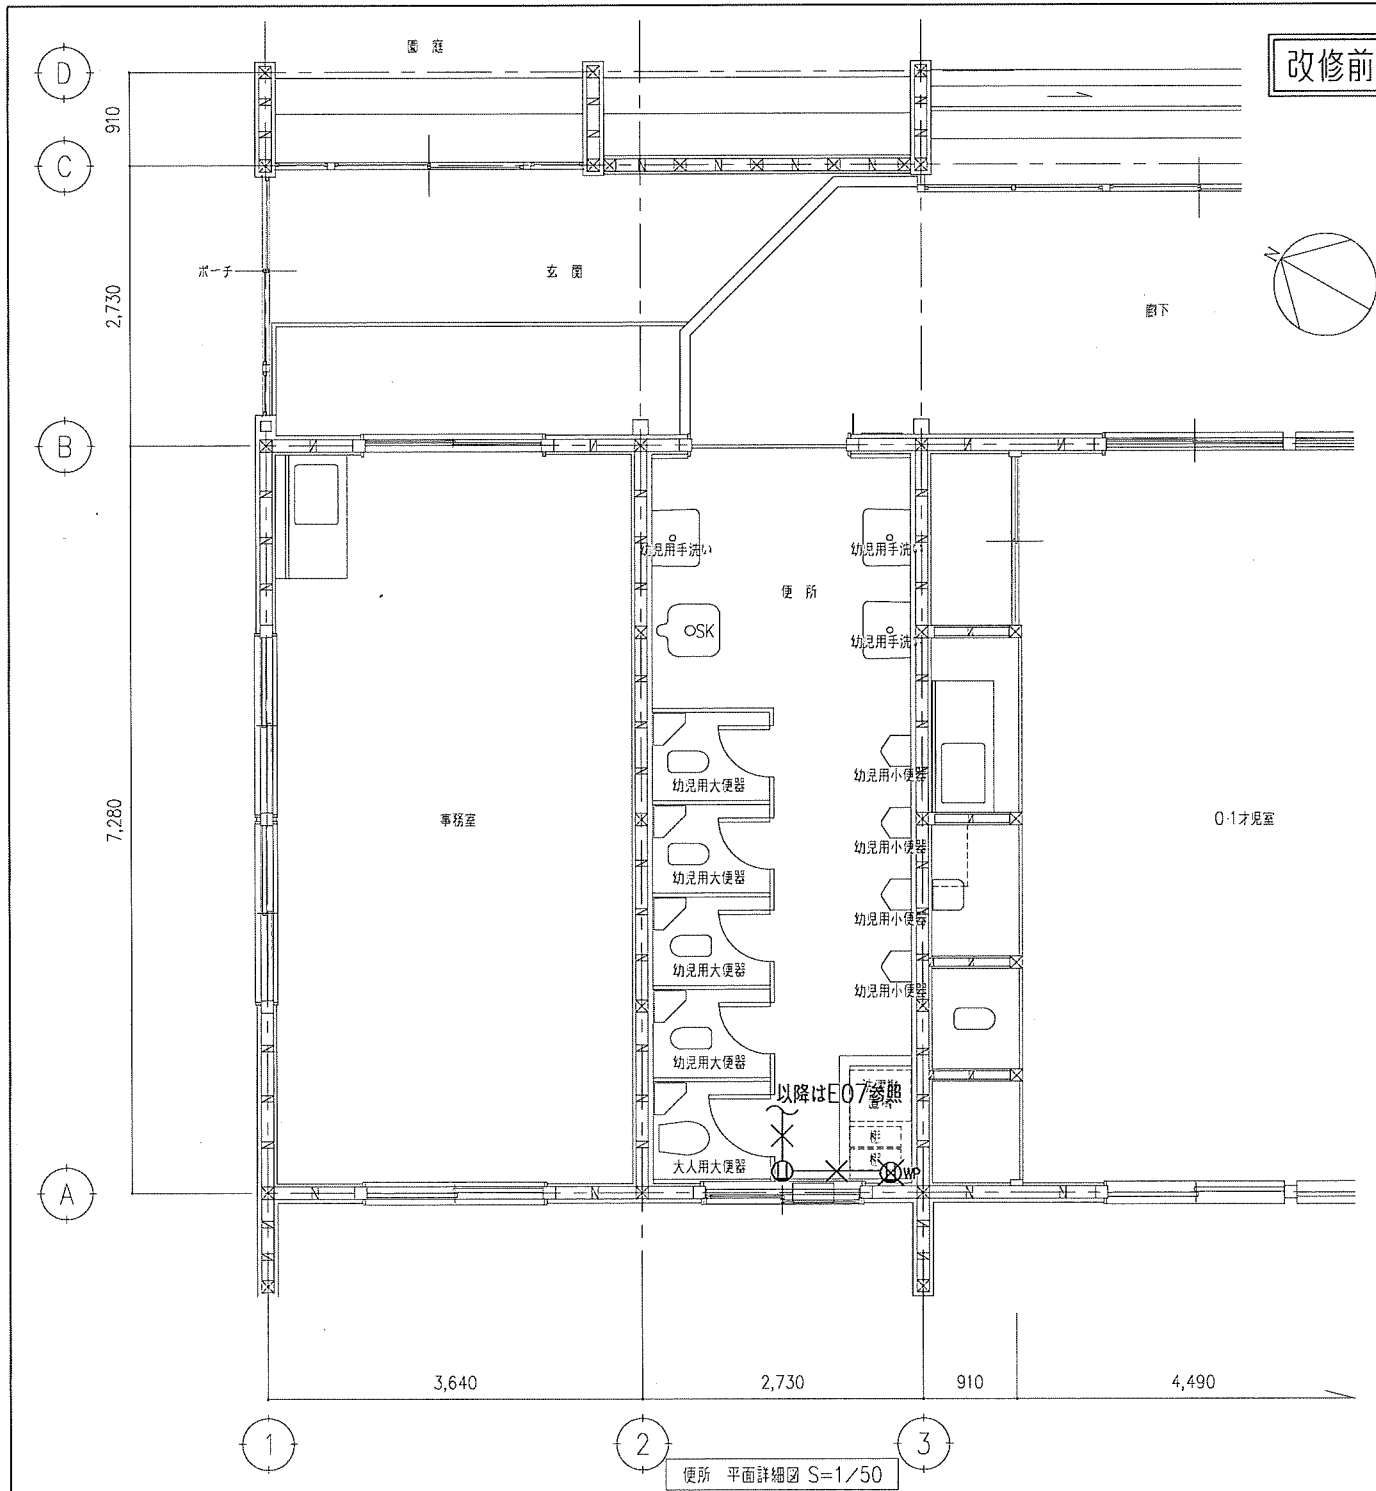 園庭
改修前
D
910
C
ポーチ
玄関
2,730
N
廊下
B
幼児用手洗い
幼児用手洗い
便所
SK
幼児用手洗い
幼児用小便器
幼児用大便器
7,280
事務室
0·1才児室
幼児用小便器
幼児用大便器
幼児用小便器
幼児用大便器
幼児用小便器
幼児用大便器
以降はE07参照
棚
棚
大人用大便器
WP
A
3,640
2,730
910
4,490
1
2
3
便所 平面詳細図 S=1/50